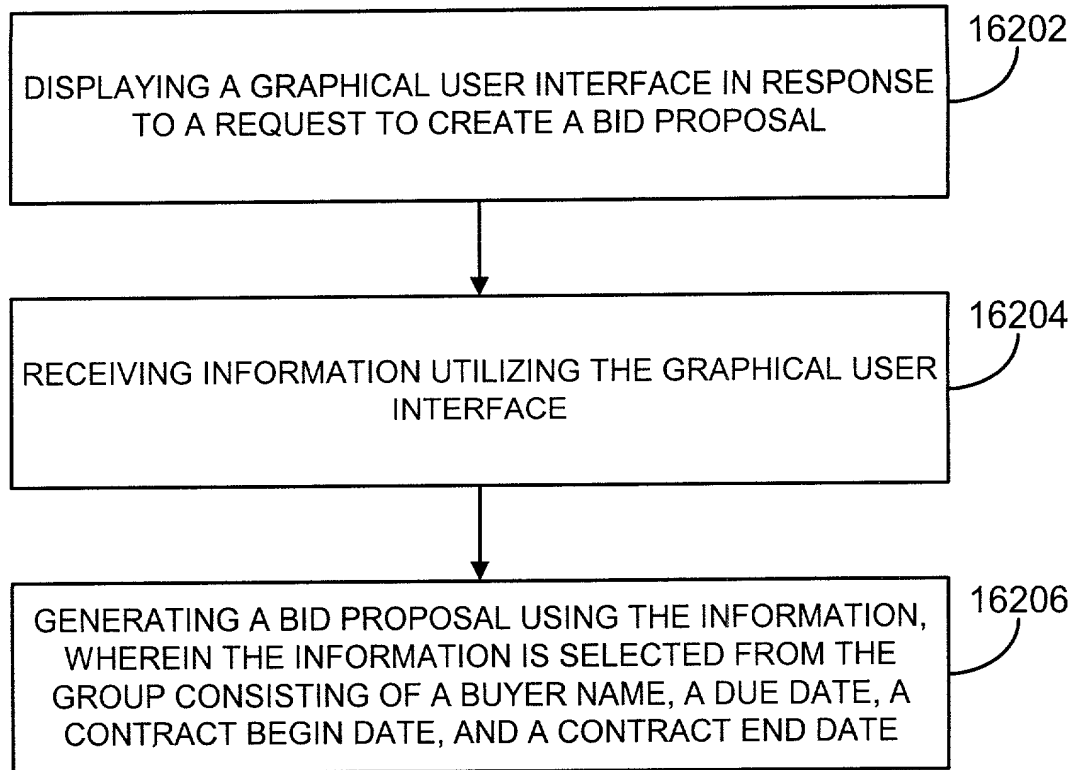 16202
DISPLAYING A GRAPHICAL USER INTERFACE IN RESPONSE
TO A REQUEST TO CREATE A BID PROPOSAL
16204
RECEIVING INFORMATION UTILIZING THE GRAPHICAL USER
INTERFACE
16206
GENERATING A BID PROPOSAL USING THE INFORMATION,
WHEREIN THE INFORMATION IS SELECTED FROM THE
GROUP CONSISTING OF A BUYER NAME, A DUE DATE, A
CONTRACT BEGIN DATE, AND A CONTRACT END DATE